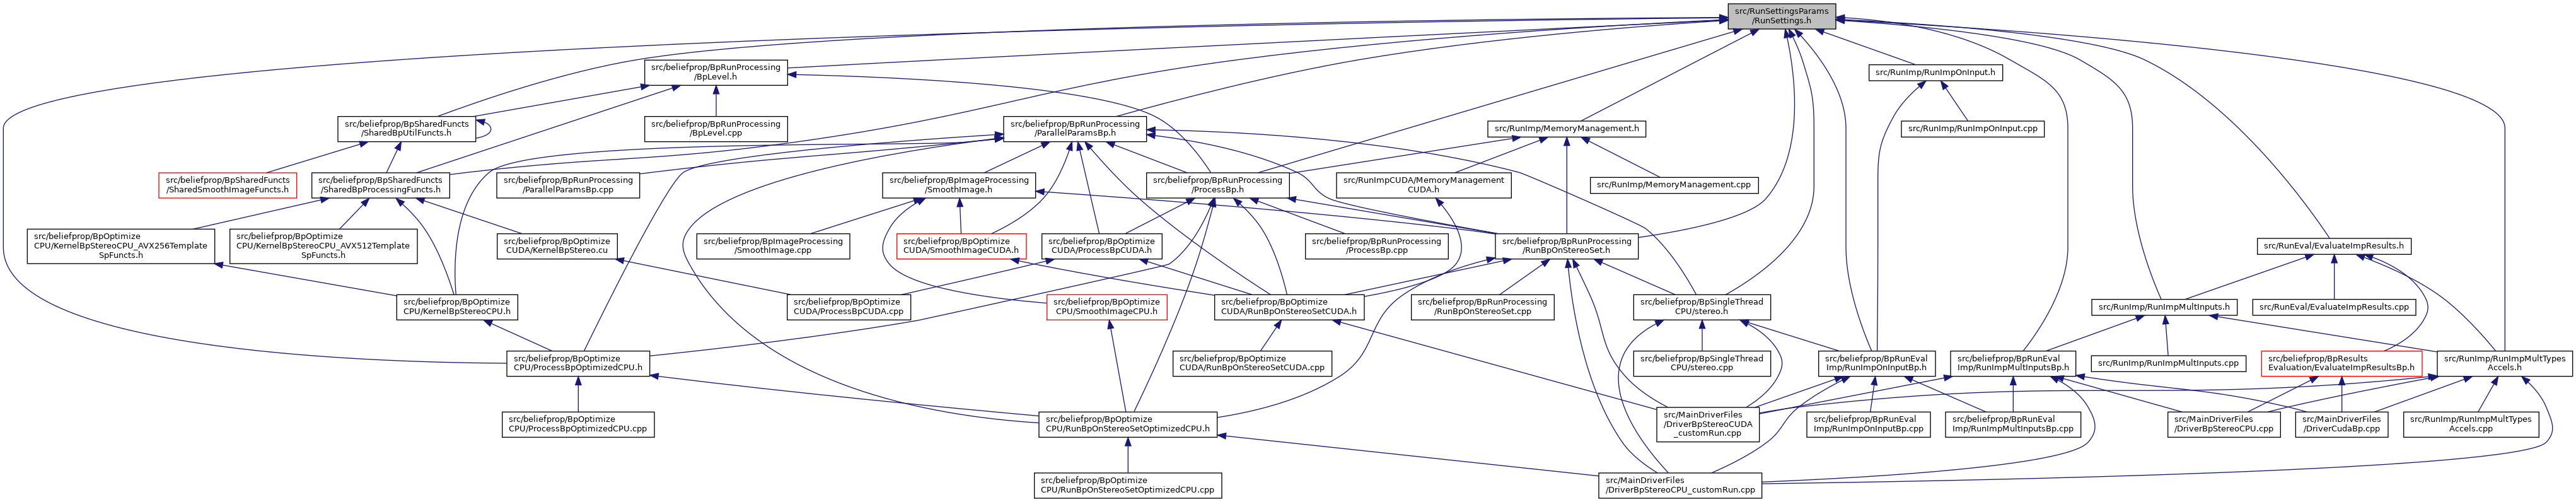 src/RunSettingsParams
/RunSettings.h
src/beliefprop/BpRunProcessing
/BpLevel.h
src/RunImp/RunImpOnInput.h
src/beliefprop/BpSharedFuncts
/SharedBpUtilFuncts.h
src/beliefprop/BpRunProcessing
/BpLevel.cpp
src/beliefprop/BpRunProcessing
/ParallelParamsBp.h
src/RunImp/MemoryManagement.h
src/RunImp/RunImpOnInput.cpp
src/beliefprop/BpSharedFuncts
/SharedSmoothImageFuncts.h
src/beliefprop/BpSharedFuncts
/SharedBpProcessingFuncts.h
src/beliefprop/BpRunProcessing
/ParallelParamsBp.cpp
src/beliefprop/BpImageProcessing
/SmoothImage.h
src/beliefprop/BpRunProcessing
/ProcessBp.h
src/RunImpCUDA/MemoryManagement
CUDA.h
src/RunImp/MemoryManagement.cpp
src/beliefprop/BpOptimize
CPU/KernelBpStereoCPU_AVX256Template
SpFuncts.h
src/beliefprop/BpOptimize
CPU/KernelBpStereoCPU_AVX512Template
SpFuncts.h
src/beliefprop/BpOptimize
CUDA/KernelBpStereo.cu
src/beliefprop/BpImageProcessing
/SmoothImage.cpp
src/beliefprop/BpOptimize
CUDA/SmoothImageCUDA.h
src/beliefprop/BpOptimize
CUDA/ProcessBpCUDA.h
src/beliefprop/BpRunProcessing
/ProcessBp.cpp
src/beliefprop/BpRunProcessing
/RunBpOnStereoSet.h
src/RunEval/EvaluateImpResults.h
src/beliefprop/BpOptimize
CPU/KernelBpStereoCPU.h
src/beliefprop/BpOptimize
CUDA/ProcessBpCUDA.cpp
src/beliefprop/BpOptimize
CPU/SmoothImageCPU.h
src/beliefprop/BpOptimize
CUDA/RunBpOnStereoSetCUDA.h
src/beliefprop/BpRunProcessing
/RunBpOnStereoSet.cpp
src/beliefprop/BpSingleThread
CPU/stereo.h
src/RunImp/RunImpMultInputs.h
src/RunEval/EvaluateImpResults.cpp
src/beliefprop/BpOptimize
CPU/ProcessBpOptimizedCPU.h
src/beliefprop/BpOptimize
CUDA/RunBpOnStereoSetCUDA.cpp
src/beliefprop/BpSingleThread
CPU/stereo.cpp
src/beliefprop/BpRunEval
Imp/RunImpOnInputBp.h
src/beliefprop/BpRunEval
Imp/RunImpMultInputsBp.h
src/RunImp/RunImpMultInputs.cpp
src/beliefprop/BpResults
Evaluation/EvaluateImpResultsBp.h
src/RunImp/RunImpMultTypes
Accels.h
src/beliefprop/BpOptimize
CPU/ProcessBpOptimizedCPU.cpp
src/beliefprop/BpOptimize
CPU/RunBpOnStereoSetOptimizedCPU.h
src/MainDriverFiles
/DriverBpStereoCUDA
_customRun.cpp
src/beliefprop/BpRunEval
Imp/RunImpOnInputBp.cpp
src/beliefprop/BpRunEval
Imp/RunImpMultInputsBp.cpp
src/MainDriverFiles
/DriverBpStereoCPU.cpp
src/MainDriverFiles
/DriverCudaBp.cpp
src/RunImp/RunImpMultTypes
Accels.cpp
src/beliefprop/BpOptimize
CPU/RunBpOnStereoSetOptimizedCPU.cpp
src/MainDriverFiles
/DriverBpStereoCPU_customRun.cpp